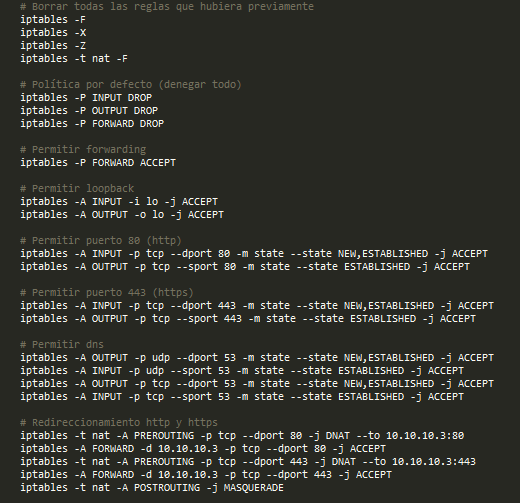 # Borrar todas las reglas que hubiera previamente
iptables -F
iptables -X
iptables -Z
iptables -t nat -F
# Política por defecto (denegar todo)
iptables -P INPUT DROP
iptables -P OUTPUT DROP
iptables -P FORWARD DROP
# Permitir forwarding
iptables -P FORWARD ACCEPT
# Permitir loopback
iptables -A INPUT -i lo -j ACCEPT
iptables -A OUTPUT -o lo -j ACCEPT
# Permitir puerto 80 (http)
iptables -A INPUT -p tcp --dport 80 -m state --state NEW,ESTABLISHED -j ACCEPT
iptables -A OUTPUT -p tcp --sport 80 -m state --state ESTABLISHED -j ACCEPT
# Permitir puerto 443 (https)
iptables -A INPUT -p tcp --dport 443 -m state --state NEW,ESTABLISHED -j ACCEPT
iptables -A OUTPUT -p tcp --sport 443 -m state --state ESTABLISHED -j ACCEPT
# Permitir dns
iptables -A OUTPUT -p udp --dport 53 -m state --state NEW,ESTABLISHED -j ACCEPT
iptables -A INPUT -p udp --sport 53 -m state --state ESTABLISHED -j ACCEPT
iptables -A OUTPUT -p tcp --dport 53 -m state --state NEW,ESTABLISHED -j ACCEPT
iptables -A INPUT -p tcp --sport 53 -m state --state ESTABLISHED -j ACCEPT
# Redireccionamiento http y https
iptables -t nat -A PREROUTING -p tcp --dport 80 -j DNAT --to 10.10.10.3:80
iptables -A FORWARD -d 10.10.10.3 -p tcp --dport 80 -j ACCEPT
iptables -t nat -A PREROUTING -p tcp --dport 443 -j DNAT --to 10.10.10.3:443
iptables -A FORWARD -d 10.10.10.3 -p tcp --dport 443 -j ACCEPT
iptables -t nat -A POSTROUTING -j MASQUERADE